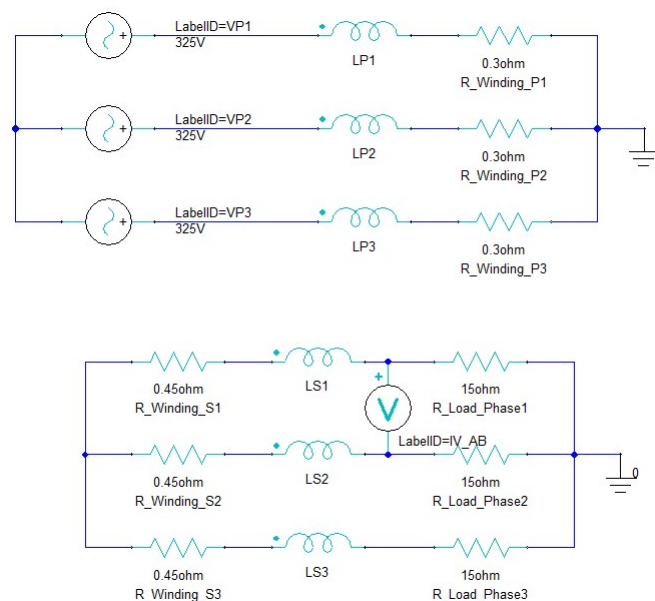 LabelID=VP1
325V
LP1
0.3ohm
R_Winding_P1
LabelID=VP2
325V
LP2
0.3ohm
R_Winding_P2
LabelID=VP3
325V
LP3
0.3ohm
R_Winding_P3
0.45ohm
R_Winding_S1
LS1
V
15ohm
R_Load_Phase1
LabelID=IV_AB
0.45ohm
R_Winding_S2
LS2
15ohm
R_Load_Phase2
0
0.45ohm
R_Winding_S3
LS3
15ohm
R_Load_Phase3